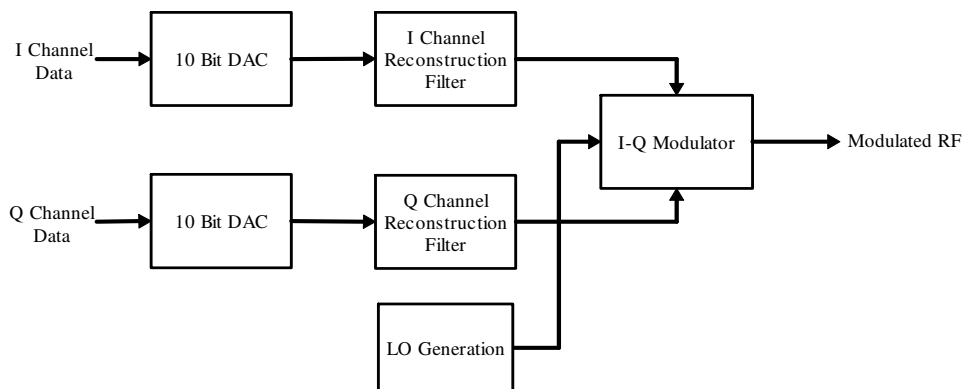 I Channel
Data
10 Bit DAC
I Channel
Reconstruction
Filter
I-Q Modulator
Modulated RF
Q Channel
Data
10 Bit DAC
Q Channel
Reconstruction
Filter
LO Generation